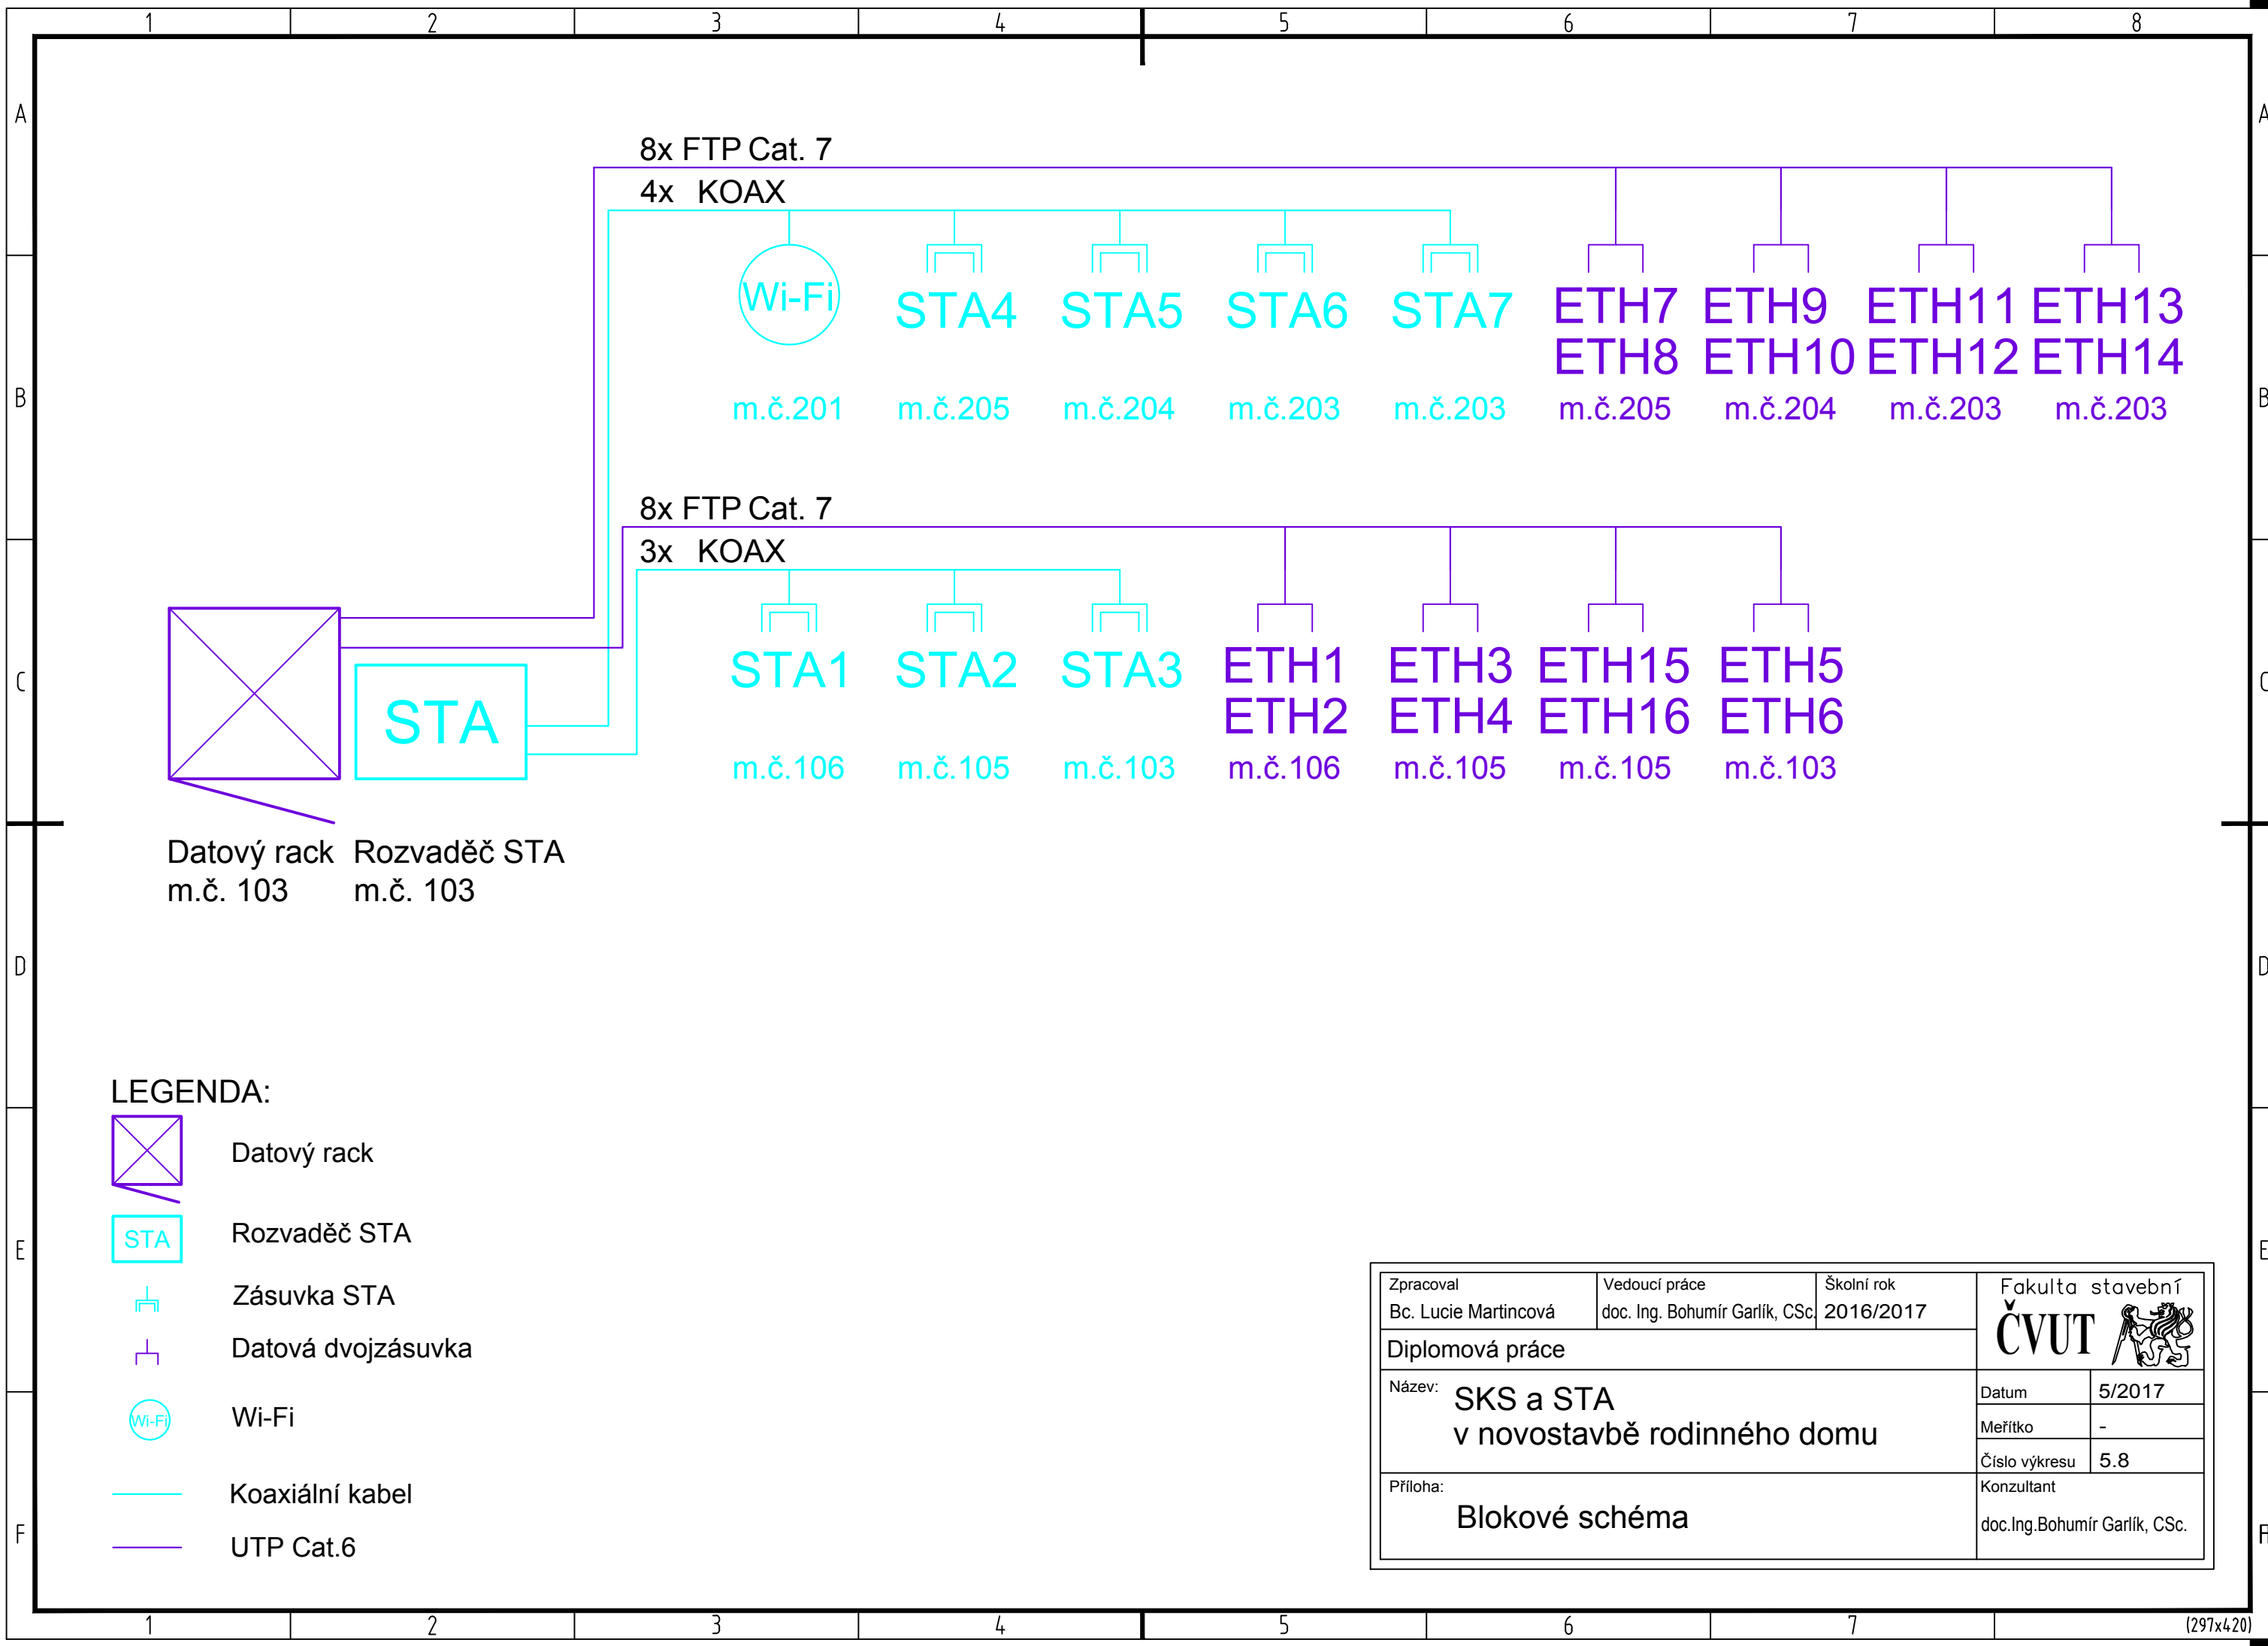 1 2 3 4 5 6 7 8
A A
8x FTP Cat. 7
4x KOAX
Wi-Fi STA4 STA5 STA6 STA7 ETH7 ETH9 ETH11 ETH13
ETH8 ETH10 ETH12 ETH14
B m.č.201 m.č.205 m.č.204 m.č.203 m.č.203 m.č.205 m.č.204 m.č.203 m.č.203 B
8x FTP Cat. 7
3x KOAX
STA1 STA2 STA3 ETH1 ETH3 ETH15 ETH5
C C
STA ETH2 ETH4 ETH16 ETH6
m.č.106 m.č.105 m.č.103 m.č.106 m.č.105 m.č.105 m.č.103
Datový rack Rozvaděč STA
m.č. 103 m.č. 103
D D
LEGENDA:
Datový rack
STA Rozvaděč STA
E E
Zásuvka STA
Datová dvojzásuvka
Wi-Fi Wi-Fi
Koaxiální kabel
F F
UTP Cat.6
Zpracoval Vedoucí práce Školní rok
Bc. Lucie Martincová doc. Ing. Bohumír Garlík, CSc. 2016/2017
Fakulta stavební
ČVUT
Diplomová práce
Název: SKS a STA
v novostavbě rodinného domu
Datum 5/2017
Meřítko -
Číslo výkresu 5.8
Příloha:
Blokové schéma
Konzultant
doc.Ing.Bohumír Garlík, CSc.
1 2 3 4 5 6 7 (297x420)